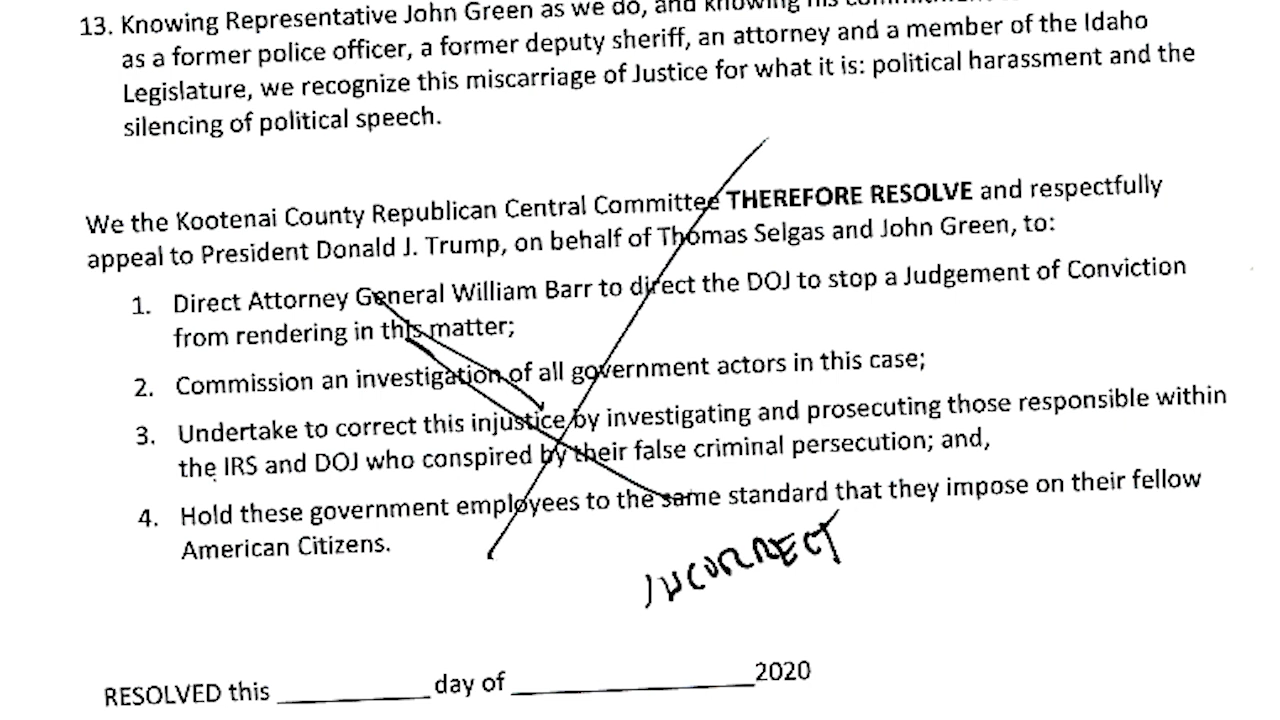 13. Knowing Representative John Green as we do, and knowing his
as a former police officer, a former deputy sheriff, an attorney and a member of the Idaho
Legislature, we recognize this miscarriage of Justice for what it is: political harassment and the
silencing of political speech.
We the Kootenai County Republican Central Committee THEREFORE RESOLVE and respectfully
appeal to President Donald J. Trump, on behalf of Thomas Selgas and John Green, to:
1. Direct Attorney General William Barr to direct the DOJ to stop a Judgement of Conviction
from rendering in this matter;
2. Commission an investigation of all government actors in this case;
3. Undertake to correct this injustice by investigating and prosecuting those responsible within
the IRS and DOJ who conspired by their false criminal persecution; and,
4. Hold these government employees to the same standard that they impose on their fellow
American Citizens.
INCORRECT
RESOLVED this __________ day of __________ 2020